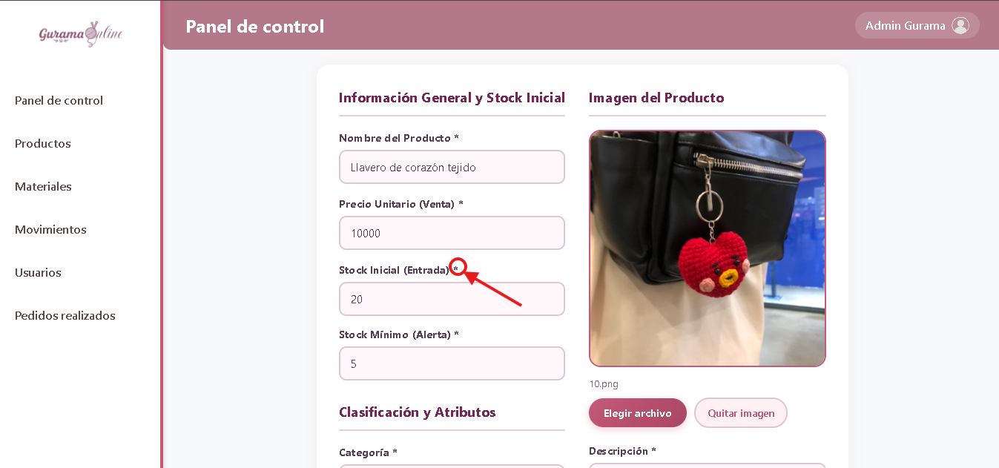 Gurama Online
Panel de control
Admin Gurama
Panel de control
Productos
Materiales
Movimientos
Usuarios
Pedidos realizados
Información General y Stock Inicial
Nombre del Producto *
Llavero de corazón tejido
Precio Unitario (Venta) *
10000
Stock Inicial (Entrada) *
20
Stock Mínimo (Alerta) *
5
Clasificación y Atributos
Categoría *
Imagen del Producto
10.png
Elegir archivo
Quitar imagen
Descripción *